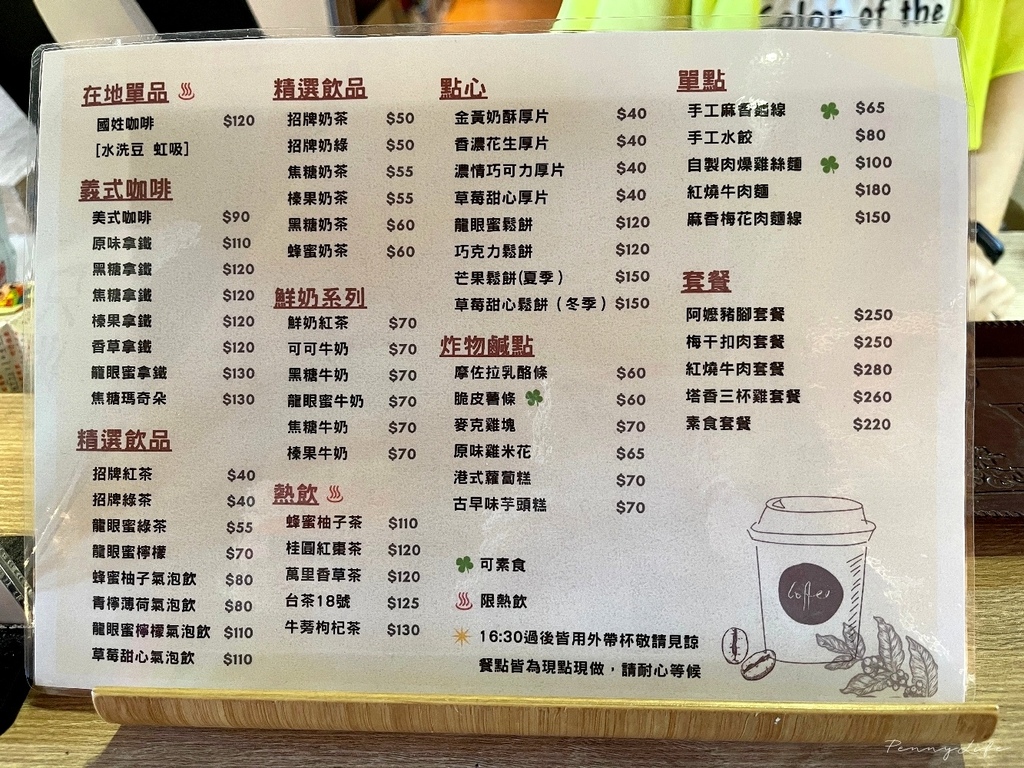 Color of the
在地單品
國姓咖啡 $120
[水洗豆 虹吸]
義式咖啡
美式咖啡 $90
原味拿鐵 $110
黑糖拿鐵 $120
焦糖拿鐵 $120
榛果拿鐵 $120
香草拿鐵 $120
龍眼蜜拿鐵 $130
焦糖瑪奇朵 $130
精選飲品
招牌紅茶 $40
招牌綠茶 $40
龍眼蜜綠茶 $55
龍眼蜜檸檬 $70
蜂蜜柚子氣泡飲 $80
青檸薄荷氣泡飲 $80
龍眼蜜檸檬氣泡飲 $110
草莓甜心氣泡飲 $110
精選飲品
招牌奶茶 $50
招牌奶綠 $50
焦糖奶茶 $55
榛果奶茶 $55
黑糖奶茶 $60
蜂蜜奶茶 $60
鮮奶系列
鮮奶紅茶 $70
可可牛奶 $70
黑糖牛奶 $70
龍眼蜜牛奶 $70
焦糖牛奶 $70
榛果牛奶 $70
熱飲
蜂蜜柚子茶 $110
桂圓紅棗茶 $120
萬里香草茶 $120
台茶18號 $125
牛蒡枸杞茶 $130
點心
金黃奶酥厚片 $40
香濃花生厚片 $40
濃情巧可力厚片 $40
草莓甜心厚片 $40
龍眼蜜鬆餅 $120
巧克力鬆餅 $120
芒果鬆餅(夏季) $150
草莓甜心鬆餅（冬季） $150
炸物鹹點
摩佐拉乳酪條 $60
脆皮薯條 $60
麥克雞塊 $70
原味雞米花 $65
港式蘿蔔糕 $70
古早味芋頭糕 $70
可素食
限熱飲
16:30過後皆用外帶杯敬請見諒
餐點皆為現點現做，請耐心等候
單點
手工麻香麵線 $65
手工水餃 $80
自製肉燥雞絲麵 $100
紅燒牛肉麵 $180
麻香梅花肉麵線 $150
套餐
阿嬤豬腳套餐 $250
梅干扣肉套餐 $250
紅燒牛肉套餐 $280
塔香三杯雞套餐 $260
素食套餐 $220
Coffee
PennyLife